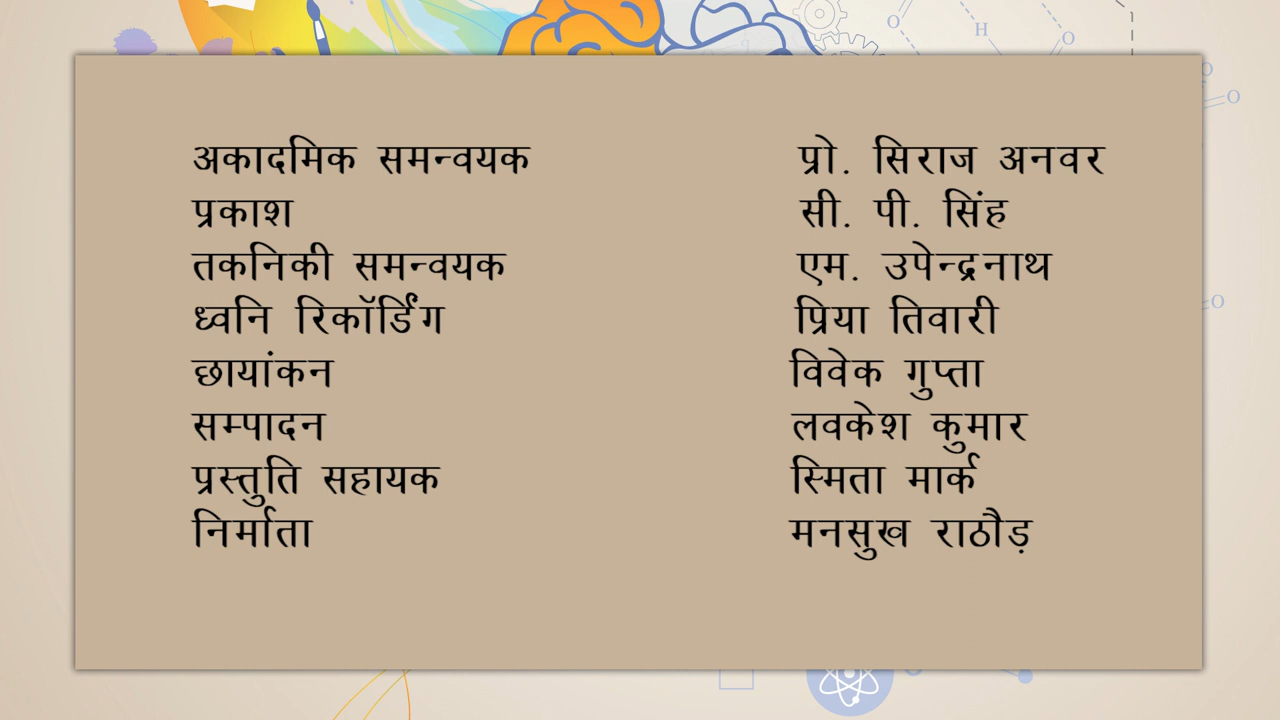 अकादमिक समन्वयक प्रो. सिराज अनवर
प्रकाश सी. पी. सिंह
तकनिकी समन्वयक एम. उपेन्द्रनाथ
ध्वनि रिकॉर्डिंग प्रिया तिवारी
छायांकन विवेक गुप्ता
सम्पादन लवकेश कुमार
प्रस्तुति सहायक स्मिता मार्क
निर्माता मनसुख राठौड़
O
H
O
O
O
O